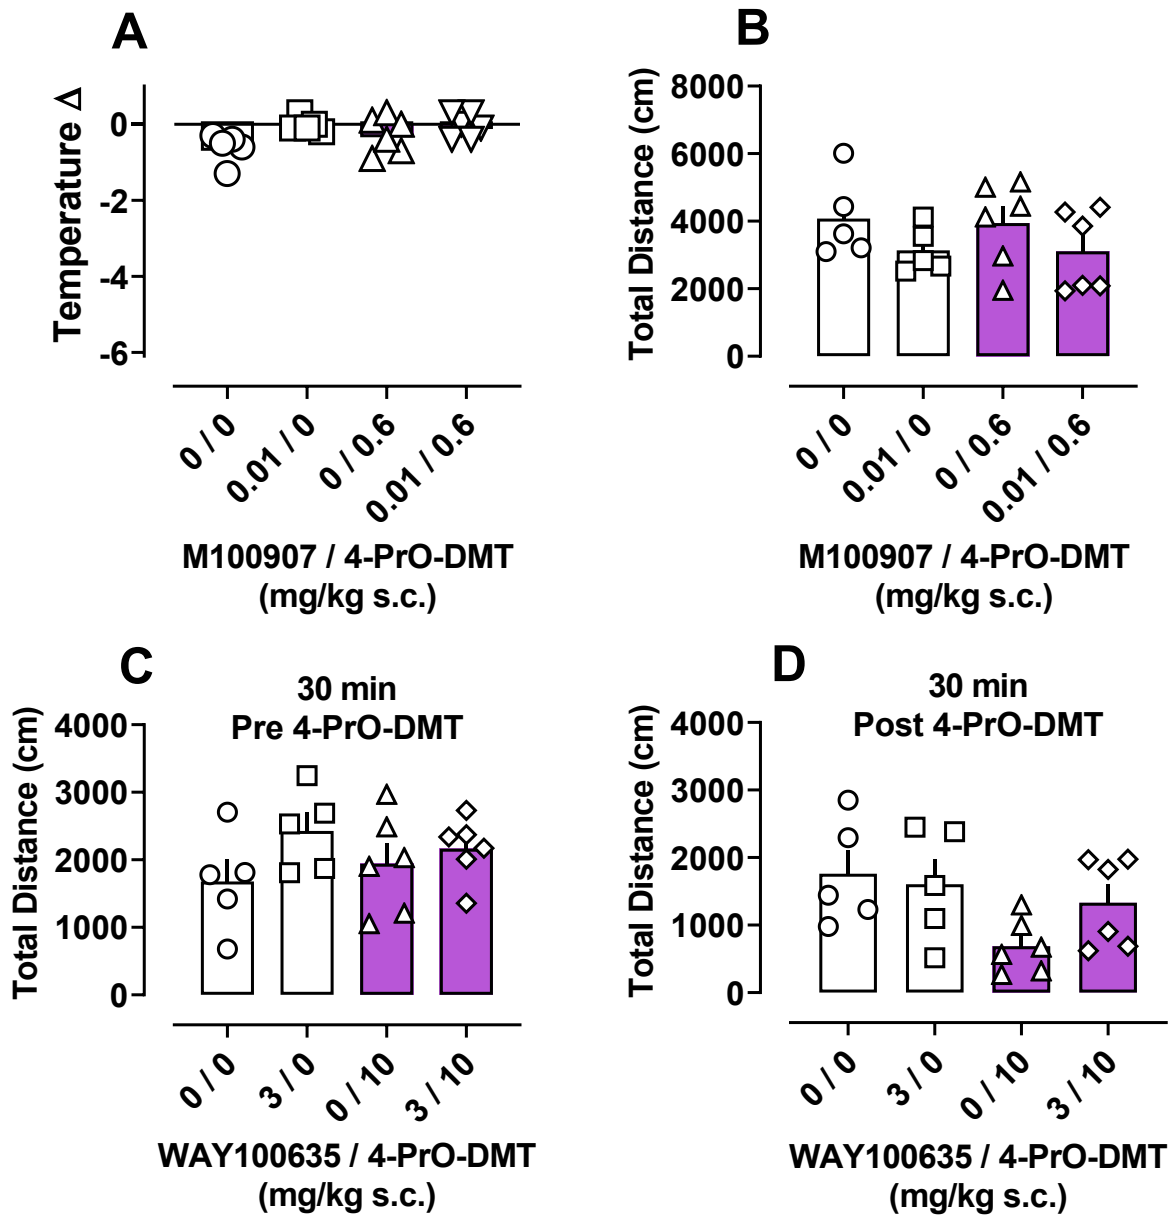 A
Temperature Δ
0
-2
-4
-6
0 / 0
0.01 / 0
0 / 0.6
0.01 / 0.6
M100907 / 4-PrO-DMT
(mg/kg s.c.)
B
Total Distance (cm)
8000
6000
4000
2000
0
0 / 0
0.01 / 0
0 / 0.6
0.01 / 0.6
M100907 / 4-PrO-DMT
(mg/kg s.c.)
C
30 min
Pre 4-PrO-DMT
Total Distance (cm)
4000
3000
2000
1000
0
0 / 0
3 / 0
0 / 10
3 / 10
WAY100635 / 4-PrO-DMT
(mg/kg s.c.)
D
30 min
Post 4-PrO-DMT
Total Distance (cm)
4000
3000
2000
1000
0
0 / 0
3 / 0
0 / 10
3 / 10
WAY100635 / 4-PrO-DMT
(mg/kg s.c.)